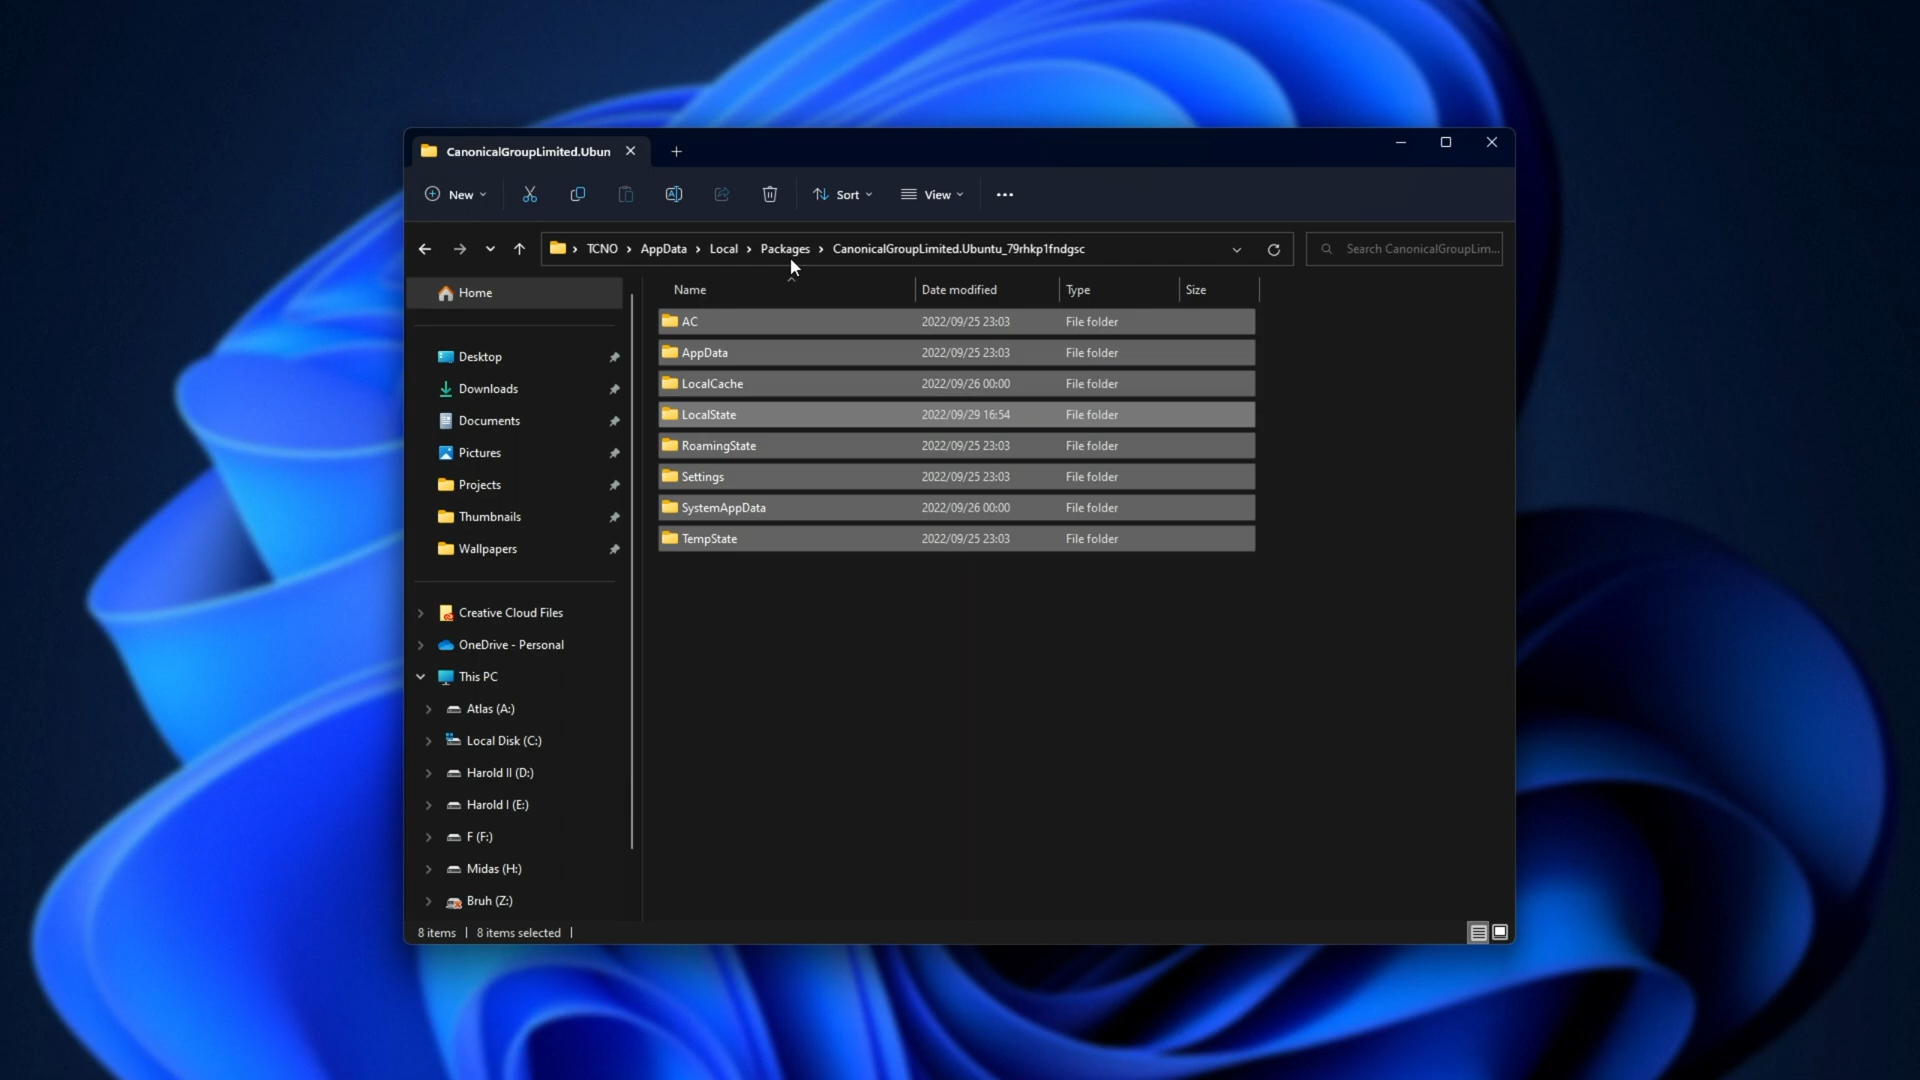 CanonicalGroupLimited.Ubun
New
Sort
View
TCNO > AppData > Local > Packages > CanonicalGroupLimited.Ubuntu_79rhkp1fndgsc
Search CanonicalGroupLim...
Home
Desktop
Downloads
Documents
Pictures
Projects
Thumbnails
Wallpapers
Creative Cloud Files
OneDrive - Personal
This PC
Atlas (A:)
Local Disk (C:)
Harold II (D:)
Harold I (E:)
F (F:)
Midas (H:)
Bruh (Z:)
Name Date modified Type Size
AC 2022/09/25 23:03 File folder
AppData 2022/09/25 23:03 File folder
LocalCache 2022/09/26 00:00 File folder
LocalState 2022/09/29 16:54 File folder
RoamingState 2022/09/25 23:03 File folder
Settings 2022/09/25 23:03 File folder
SystemAppData 2022/09/26 00:00 File folder
TempState 2022/09/25 23:03 File folder
8 items | 8 items selected |